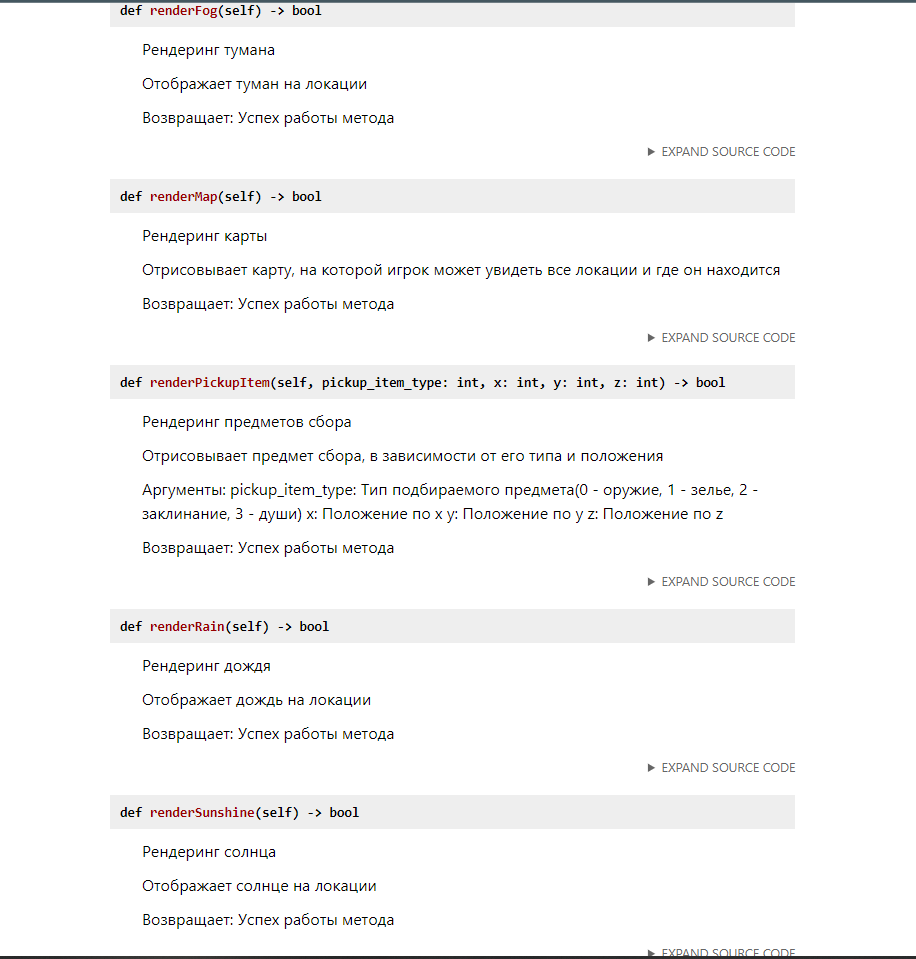 def renderFog(self) -> bool
Рендеринг тумана
Отображает туман на локации
Возвращает: Успех работы метода
▶ EXPAND SOURCE CODE
def renderMap(self) -> bool
Рендеринг карты
Отрисовывает карту, на которой игрок может увидеть все локации и где он находится
Возвращает: Успех работы метода
▶ EXPAND SOURCE CODE
def renderPickupItem(self, pickup_item_type: int, x: int, y: int, z: int) -> bool
Рендеринг предметов сбора
Отрисовывает предмет сбора, в зависимости от его типа и положения
Аргументы: pickup_item_type: Тип подбираемого предмета(0 - оружие, 1 - зелье, 2 -
заклинание, 3 - души) x: Положение по x y: Положение по y z: Положение по z
Возвращает: Успех работы метода
▶ EXPAND SOURCE CODE
def renderRain(self) -> bool
Рендеринг дождя
Отображает дождь на локации
Возвращает: Успех работы метода
▶ EXPAND SOURCE CODE
def renderSunshine(self) -> bool
Рендеринг солнца
Отображает солнце на локации
Возвращает: Успех работы метода
▶ EXPAND SOURCE CODE